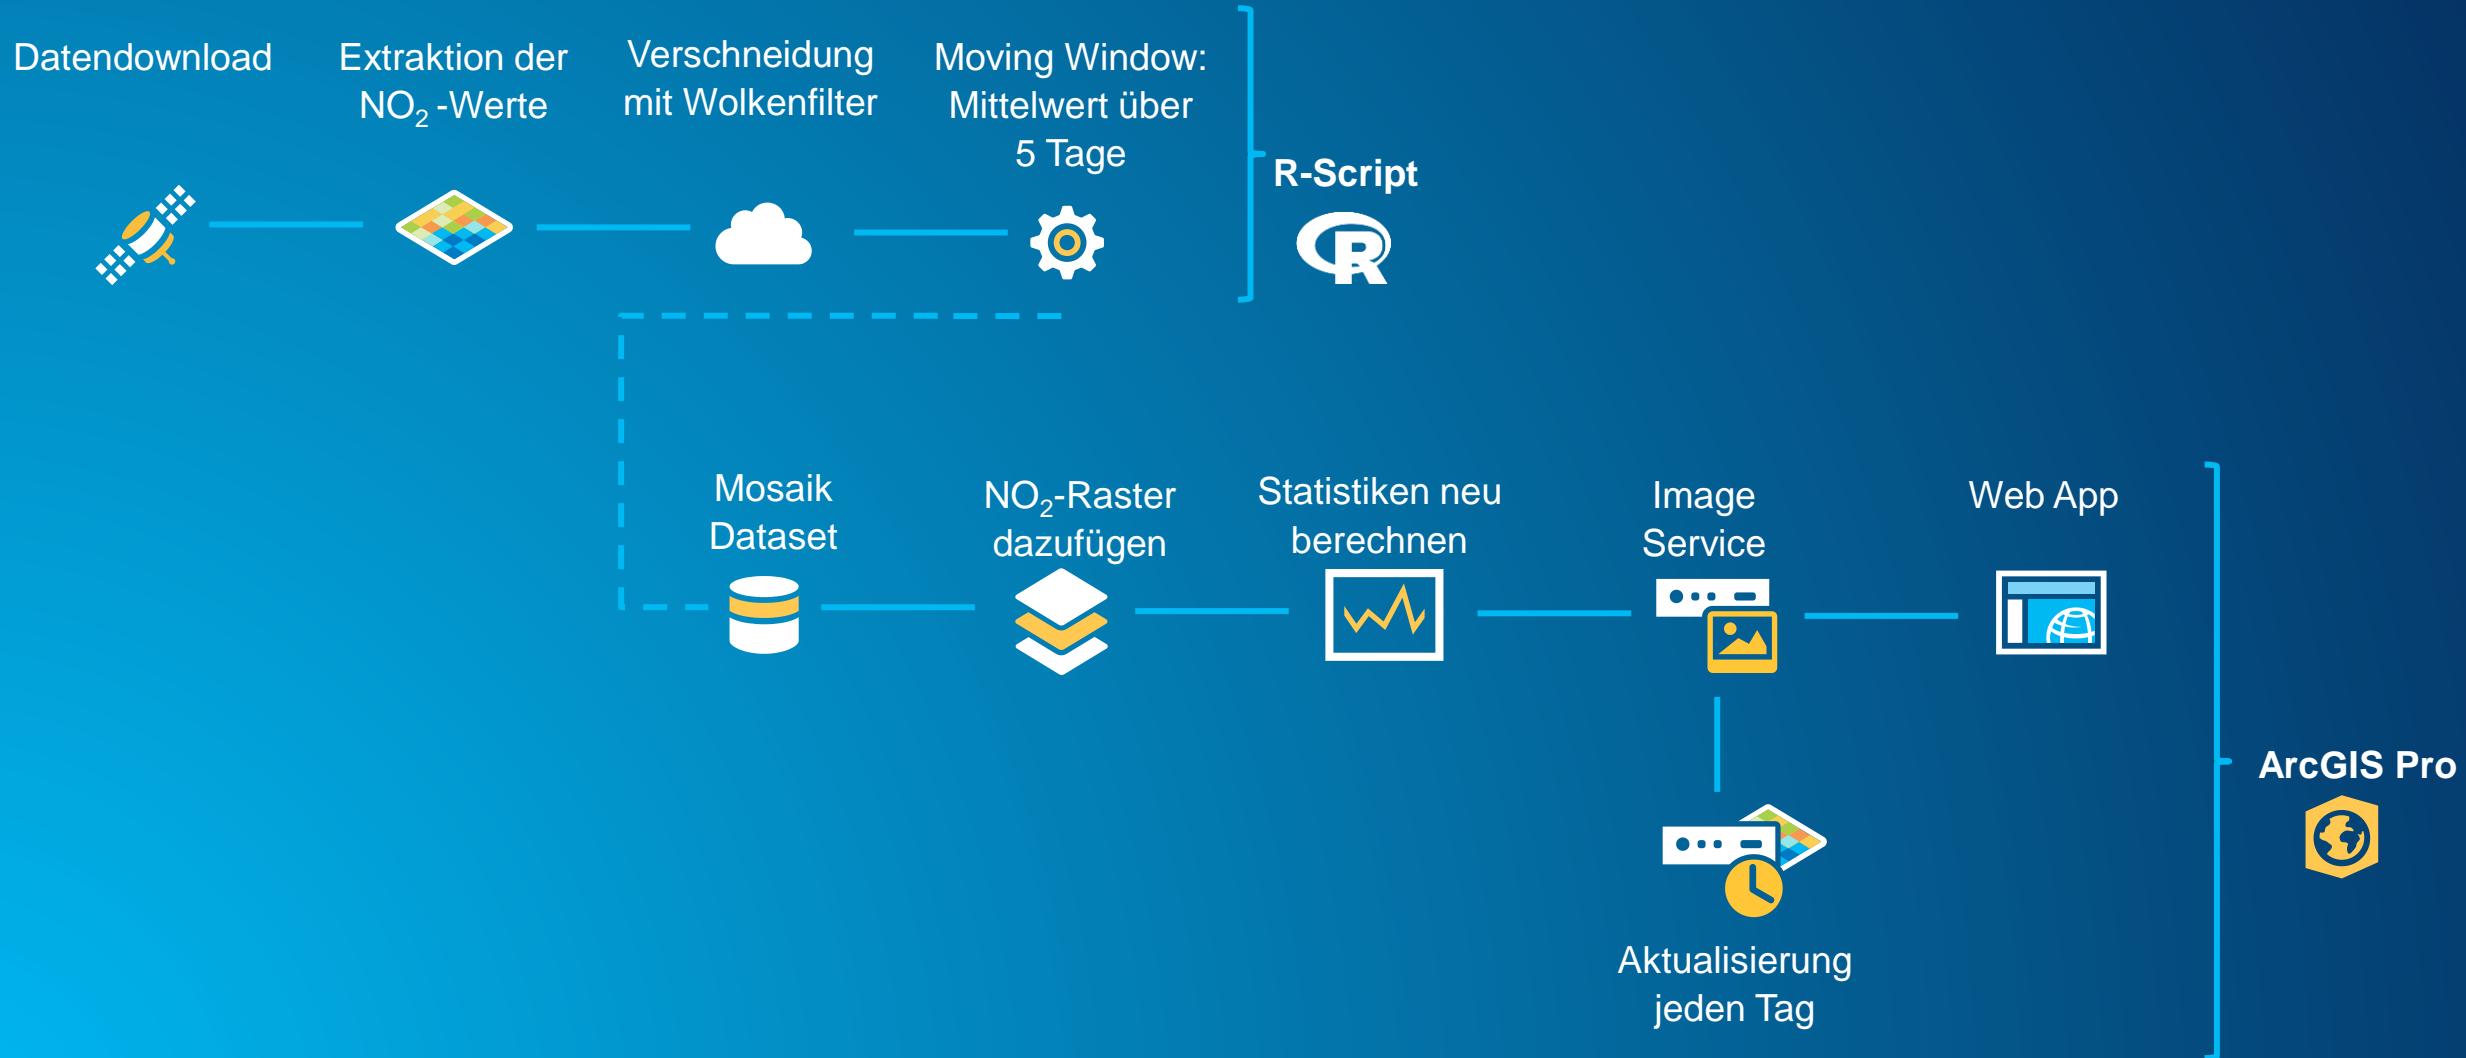 Datendownload
Extraktion der
NO₂ -Werte
Verschneidung
mit Wolkenfilter
Moving Window:
Mittelwert über
5 Tage
R-Script
R
Mosaik
Dataset
NO₂-Raster
dazufügen
Statistiken neu
berechnen
Image
Service
Web App
ArcGIS Pro
Aktualisierung
jeden Tag